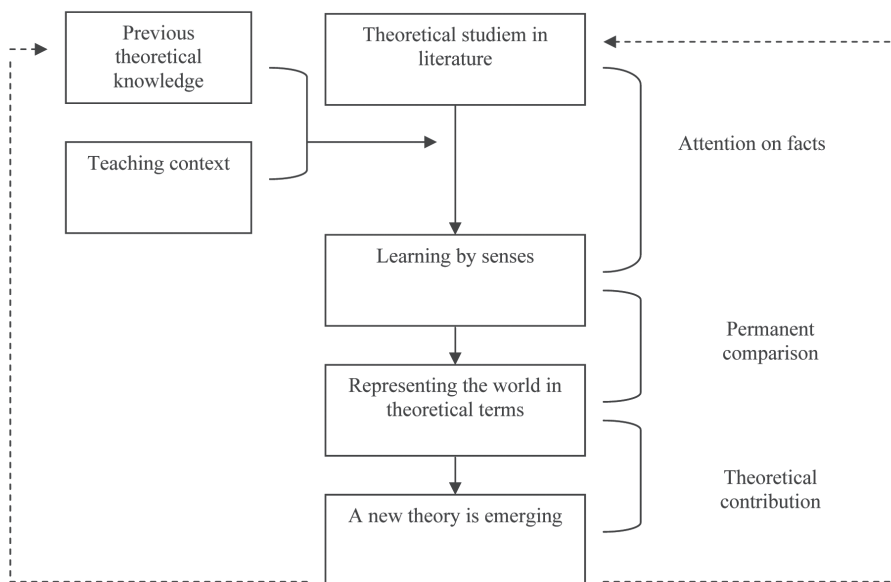 Previous
theoretical
knowledge
Theoretical studiem in
literature
Teaching context
Attention on facts
Learning by senses
Permanent
comparison
Representing the world in
theoretical terms
Theoretical
contribution
A new theory is emerging